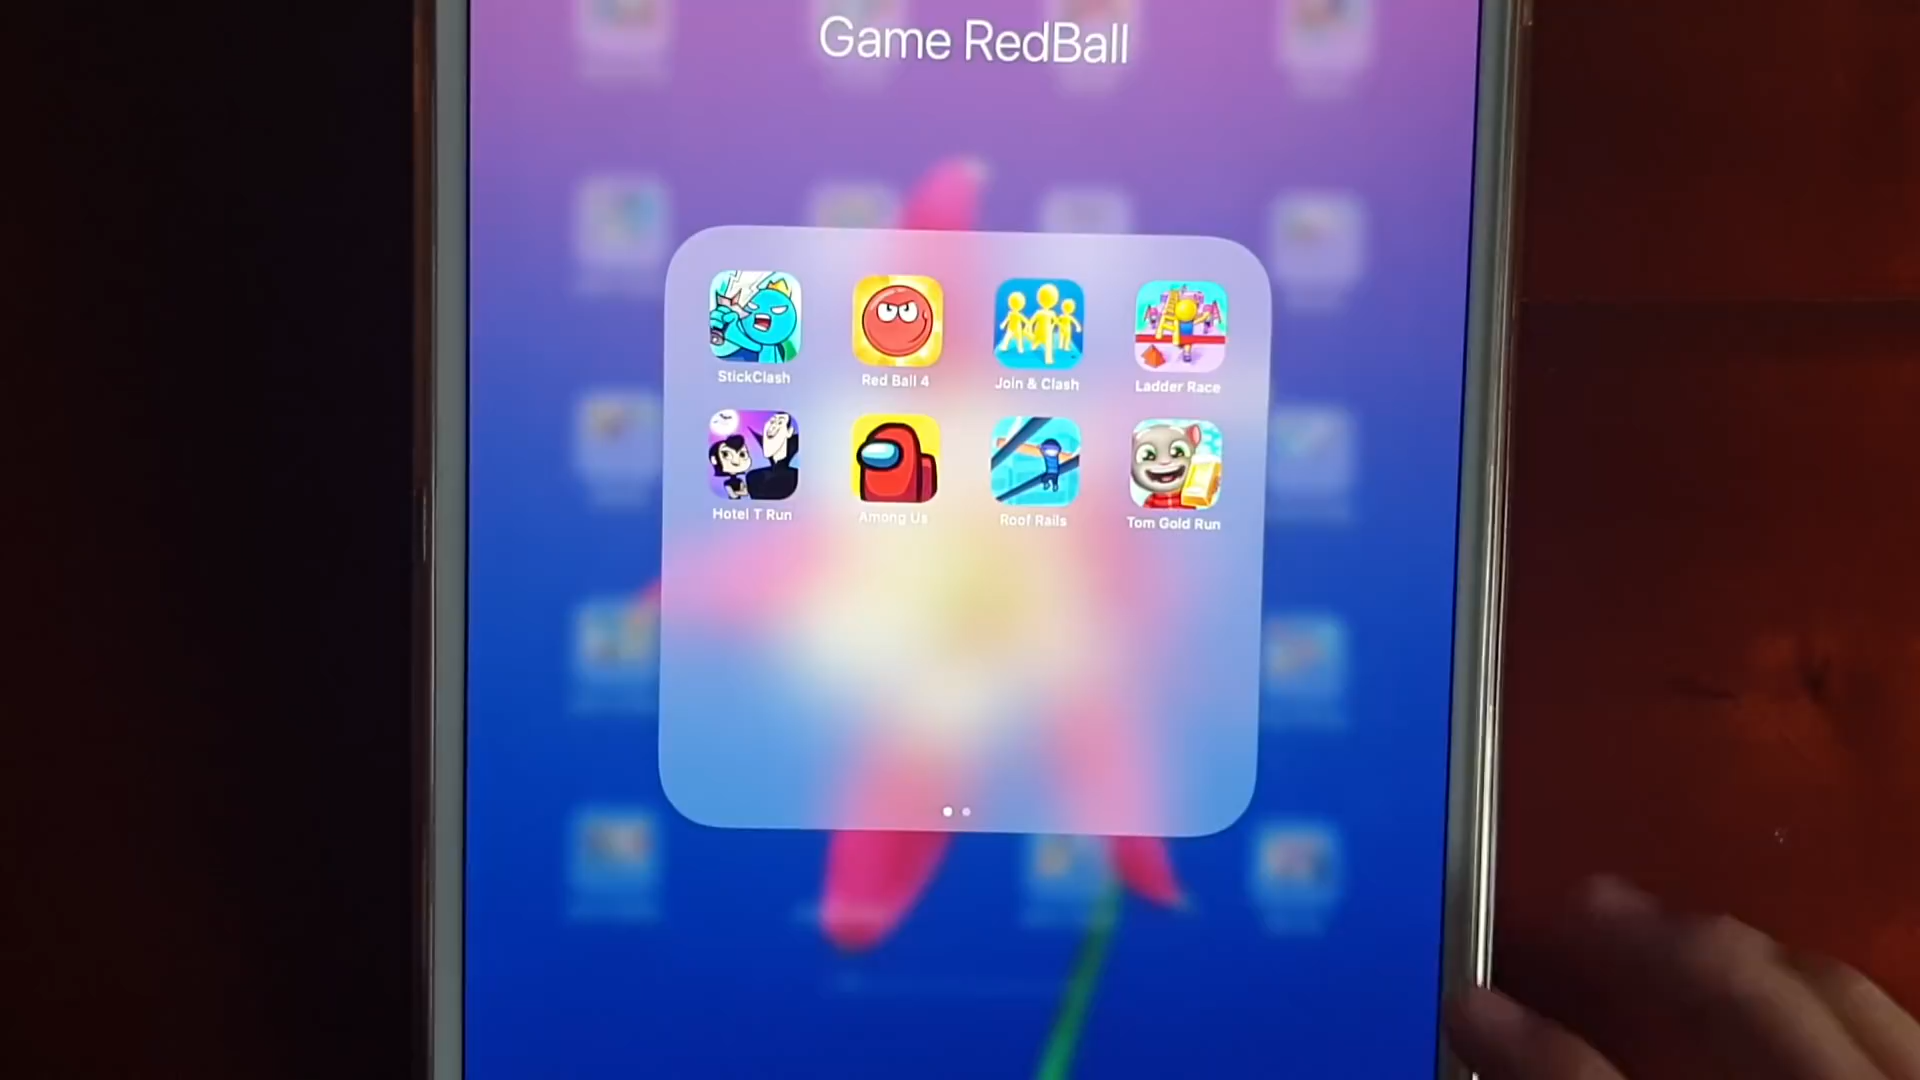 Game RedBall
StickClash
Red Ball 4
Join & Clash
Ladder Race
Hotel T Run
Among Us
Roof Rails
Tom Gold Run